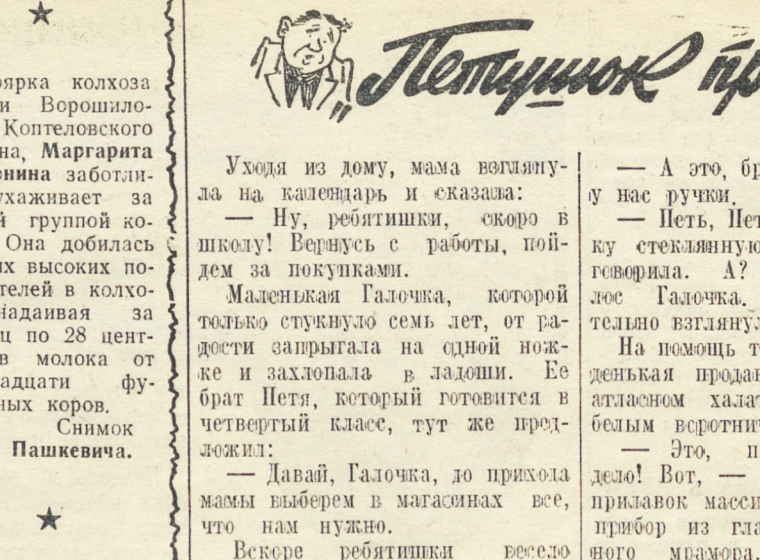 ★
оярка колхоза
и Ворошило-
Коптеловского
на, Маргарита
нина заботли-
ухаживает за
й группой ко-
Она добилась
их высоких по-
телей в колхо-
надаивая за
ц по 28 цент-
в молока от
адцати фу-
ных коров.
Снимок
Пашкевича.
★
„Петушок пр
Уходя из дому, мама взгляну-
ла на календарь и сказала:
— Ну, ребятишки, скоро в
школу! Вернусь с работы, пой-
дем за покупками.
Маленькая Галочка, которой
только стукнуло семь лет, от ра-
дости запрыгала на одной нож-
ке и захлопала в ладоши. Ее
брат Петя, который готовится в
четвертый класс, тут же пред-
ложил:
— Давай, Галочка, до прихода
мамы выберем в магазинах все,
что нам нужно.
Вскоре ребятишки весело
— А это, бр
у нас ручки.
— Петь, Пет
ку стеклянную
говорила. А?
лос Галочка.
тельно взглянул
На помощь т
денькая прода
атласном халат
белым воротнич
— Это, п
дело! Вот, —
прилавок масси
прибор из гла
ного мрамора.